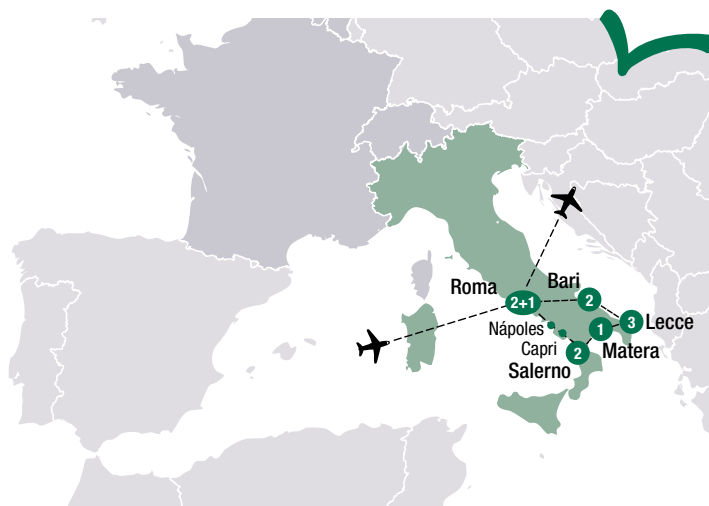 Roma
Bari
2+1
2
3
Lecce
Nápoles
1
Capri
Matera
2
Salerno